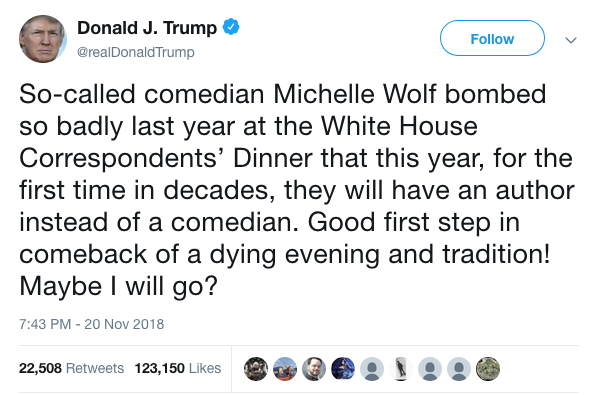 Donald J. Trump
@realDonaldTrump
Follow
So-called comedian Michelle Wolf bombed
so badly last year at the White House
Correspondents’ Dinner that this year, for the
first time in decades, they will have an author
instead of a comedian. Good first step in
comeback of a dying evening and tradition!
Maybe I will go?
7:43 PM - 20 Nov 2018
22,508 Retweets 123,150 Likes